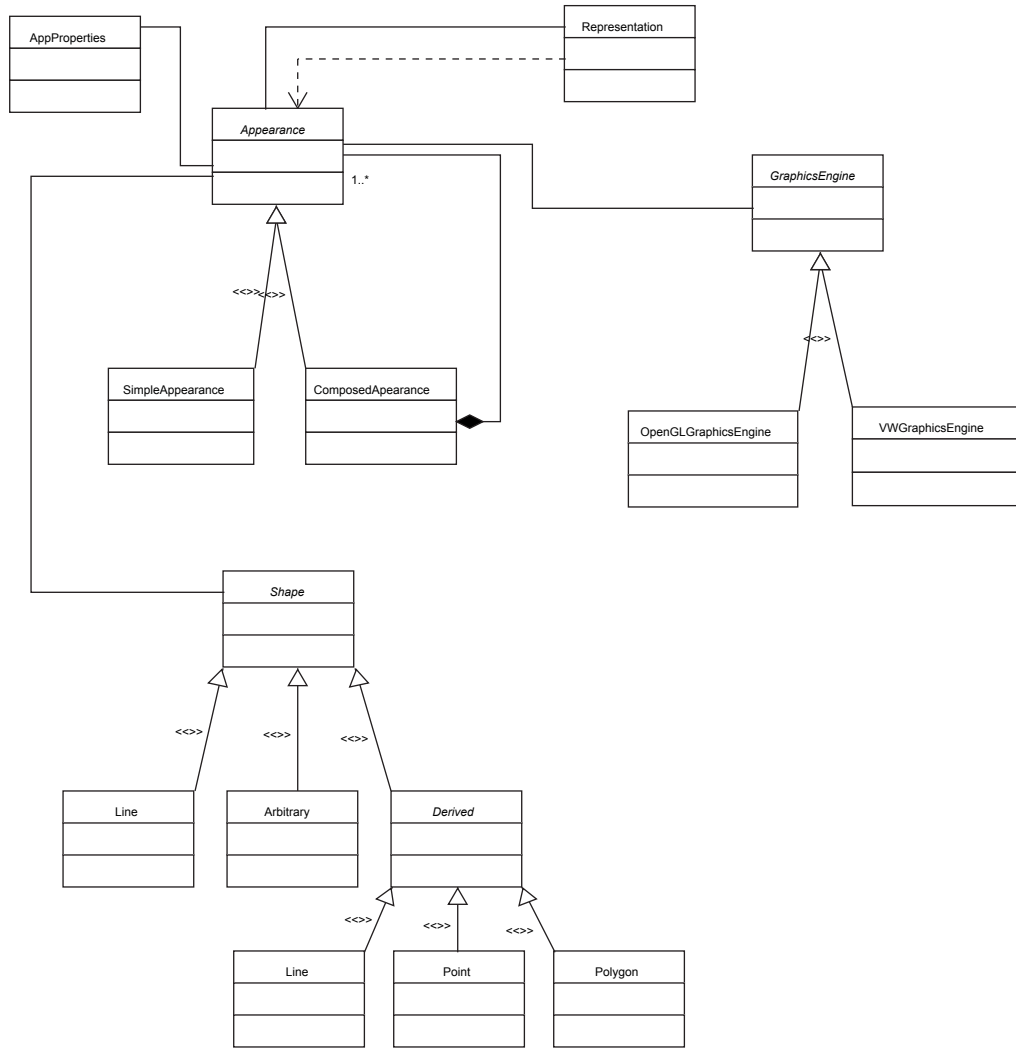 Representation
AppProperties
Appearance
GraphicsEngine
1..*
<<>>
<<>>
<<>>
SimpleAppearance
ComposedApearance
OpenGLGraphicsEngine
VWGraphicsEngine
Shape
<<>>
<<>>
<<>>
Line
Arbitrary
Derived
<<>>
<<>>
<<>>
Line
Point
Polygon